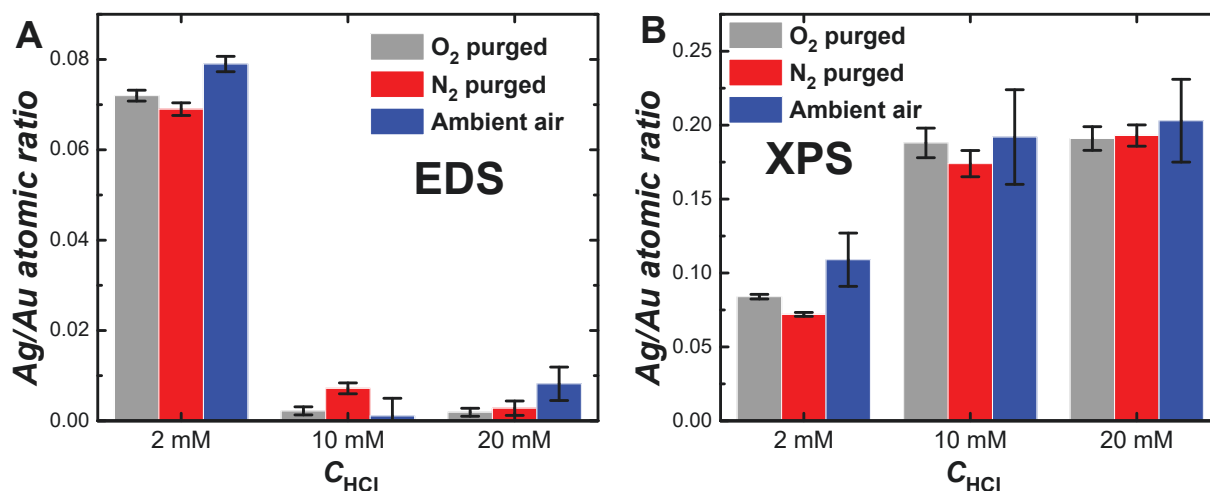 A
O₂ purged
N₂ purged
Ambient air
EDS
Ag/Au atomic ratio
0.08
0.06
0.04
0.02
0.00
2 mM 10 mM 20 mM
C_HCl
B
O₂ purged
N₂ purged
Ambient air
XPS
Ag/Au atomic ratio
0.25
0.20
0.15
0.10
0.05
0.00
2 mM 10 mM 20 mM
C_HCl